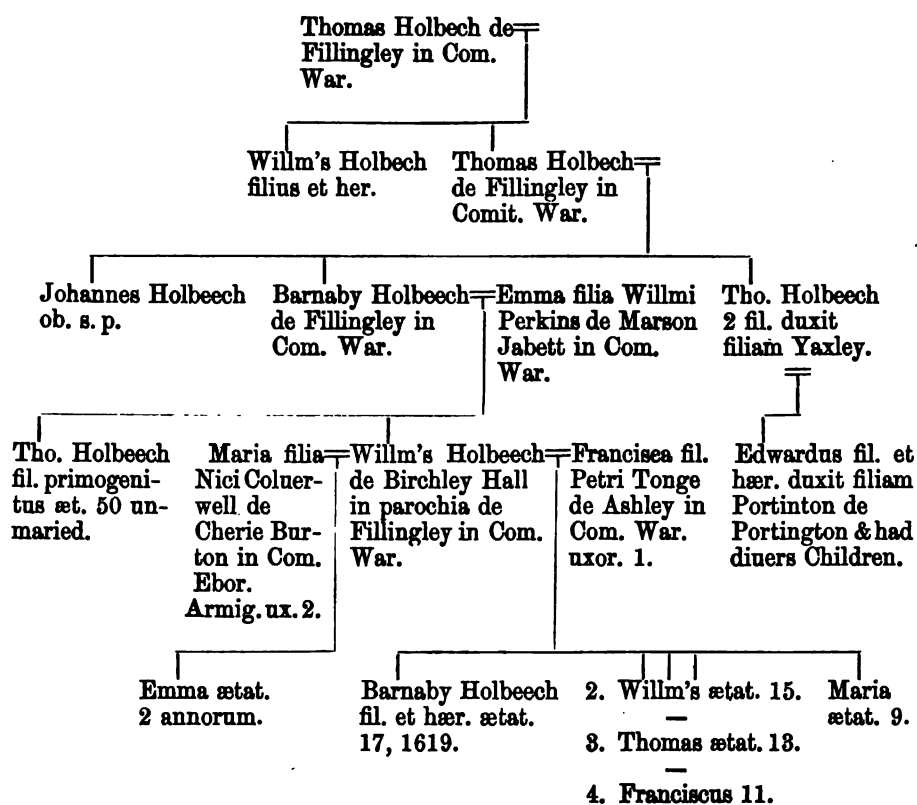 Thomas Holbech de
Fillingley in Com.
War.
Willm's Holbech
filius et her.
Thomas Holbech
de Fillingley in
Comit. War.
Johannes Holbeech
ob. s. p.
Barnaby Holbeech
de Fillingley in
Com. War.
Emma filia Willmi
Perkins de Marson
Jabett in Com.
War.
Tho. Holbeech
2 fil. duxit
filiam Yaxley.
Tho. Holbeech
fil. primogeni-
tus æt. 50 un-
maried.
Maria filia
Nici Coluer-
well de
Cherie Bur-
ton in Com.
Ebor.
Armig. ux. 2.
Willm's Holbeech
de Birchley Hall
in parochia de
Fillingley in Com.
War.
Francisea fil.
Petri Tonge
de Ashley in
Com. War.
uxor. 1.
Edwardus fil. et
hær. duxit filiam
Portinton de
Portington & had
diuers Children.
Emma ætat.
2 annorum.
Barnaby Holbeech
fil. et hær. ætat.
17, 1619.
2. Willm's ætat. 15.
3. Thomas ætat. 13.
4. Franciscus 11.
Maria
ætat. 9.